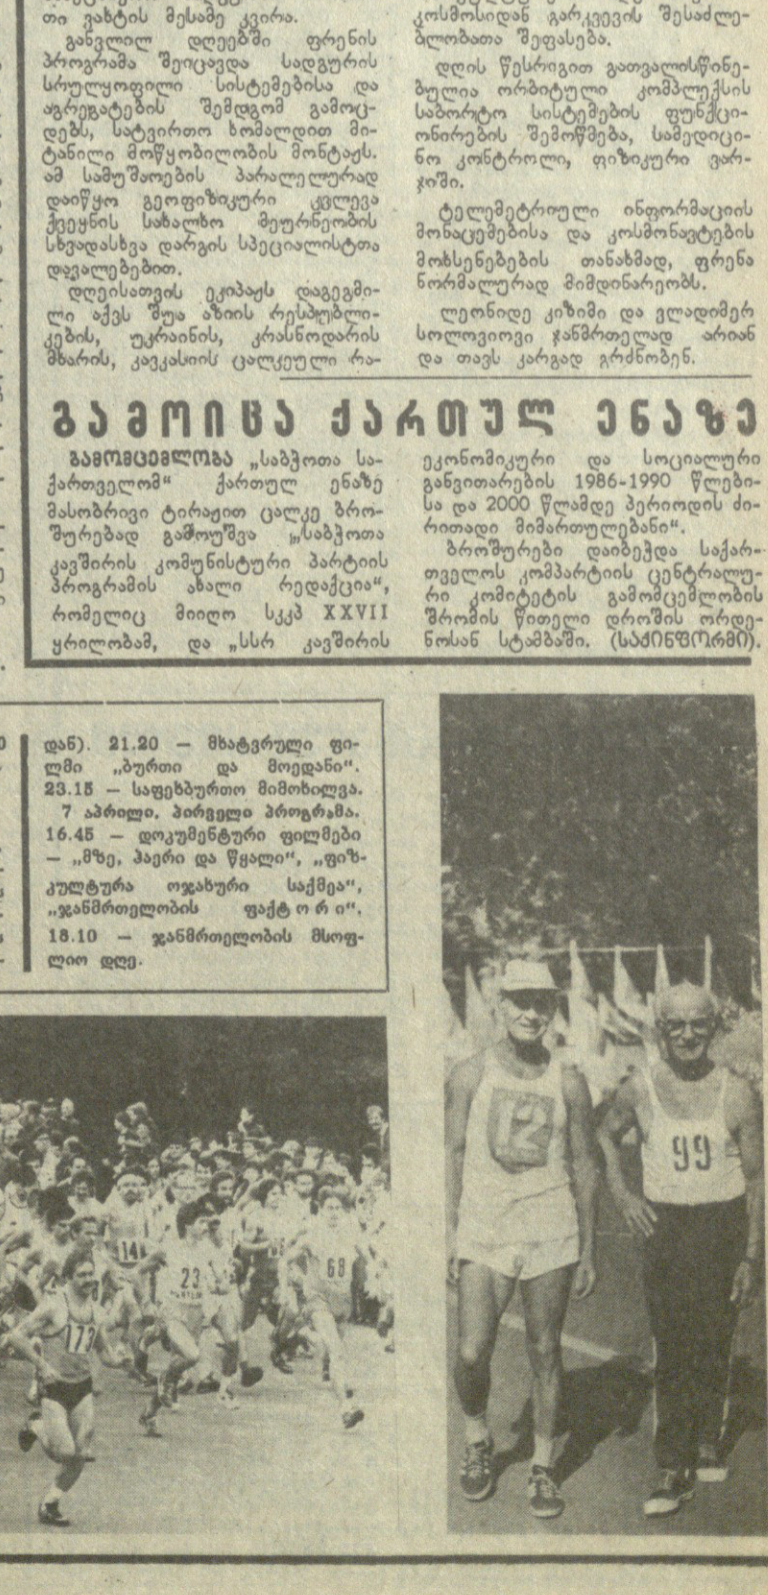 თი ვახტის მესამე კვირა.
განვლილ დღეებში ფრენის
პროგრამა შეიცავდა სადგურის
სრულყოფილი სისტემებისა და
აგრეგატების შემდგომ გამოც-
დებს, სატვირთო ხომალდით მი-
ტანილი მოწყობილობის მონტაჟს.
ამ სამუშაოების პარალელურად
დაიწყო გეოფიზიკური კვლევა
ქვეყნის სახალხო მეურნეობის
სხვადასხვა დარგის სპეციალისტთა
დავალებებით.
დღეისათვის ეკიპაჟს დაგეგმი-
ლი აქვს შუა აზიის რესპუბლი-
კების, უკრაინის, კრასნოდარის
მხარის, კავკასიის ცალკეული რა-
კოსმოსიდან გარკვევის შესაძლე-
ბლობათა შეფასება.
დღის წესრიგით გათვალისწინე-
ბულია ორბიტული კომპლექსის
საბორტო სისტემების ფუნქცი-
ონირების შემოწმება, სამედიცი-
ნო კონტროლი, ფიზიკური ვარ-
ჯიში.
ტელემეტრიული ინფორმაციის
მონაცემებისა და კოსმონავტების
მოხსენებების თანახმად, ფრენა
ნორმალურად მიმდინარეობს.
ლეონიდე კიზიმი და ვლადიმერ
სოლოვიოვი ჯანმრთელად არიან
და თავს კარგად გრძნობენ.
გამოიცა ქართულ ენაზე
გამომცემლობა „საბჭოთა სა-
ქართველომ“ ქართულ ენაზე
მასობრივი ტირაჟით ცალკე ბრო-
შურებად გამოუშვა „საბჭოთა
კავშირის კომუნისტური პარტიის
პროგრამის ახალი რედაქცია“,
რომელიც მიიღო სკკპ XXVII
ყრილობამ, და „სსრ კავშირის
ეკონომიკური და სოციალური
განვითარების 1986-1990 წლები-
სა და 2000 წლამდე პერიოდის ძი-
რითადი მიმართულებანი“.
ბროშურები დაიბეჭდა საქარ-
თველოს კომპარტიის ცენტრალუ-
რი კომიტეტის გამომცემლობის
შრომის წითელი დროშის ორდე-
ნოსან სტამბაში. (საქინფორმი).
დან). 21.20 — მხატვრული ფი-
ლმი „ბურთი და მოედანი“.
23.15 — საფეხბურთო მიმოხილვა.
7 აპრილი. პირველი პროგრამა.
16.45 — დოკუმენტური ფილმები
— „მზე, ჰაერი და წყალი“, „ფიზ-
კულტურა ოჯახური საქმეა“,
„ჯანმრთელობის ფაქტორი“.
18.10 — ჯანმრთელობის მსოფ-
ლიო დღე.
12
99
114
23
68
173